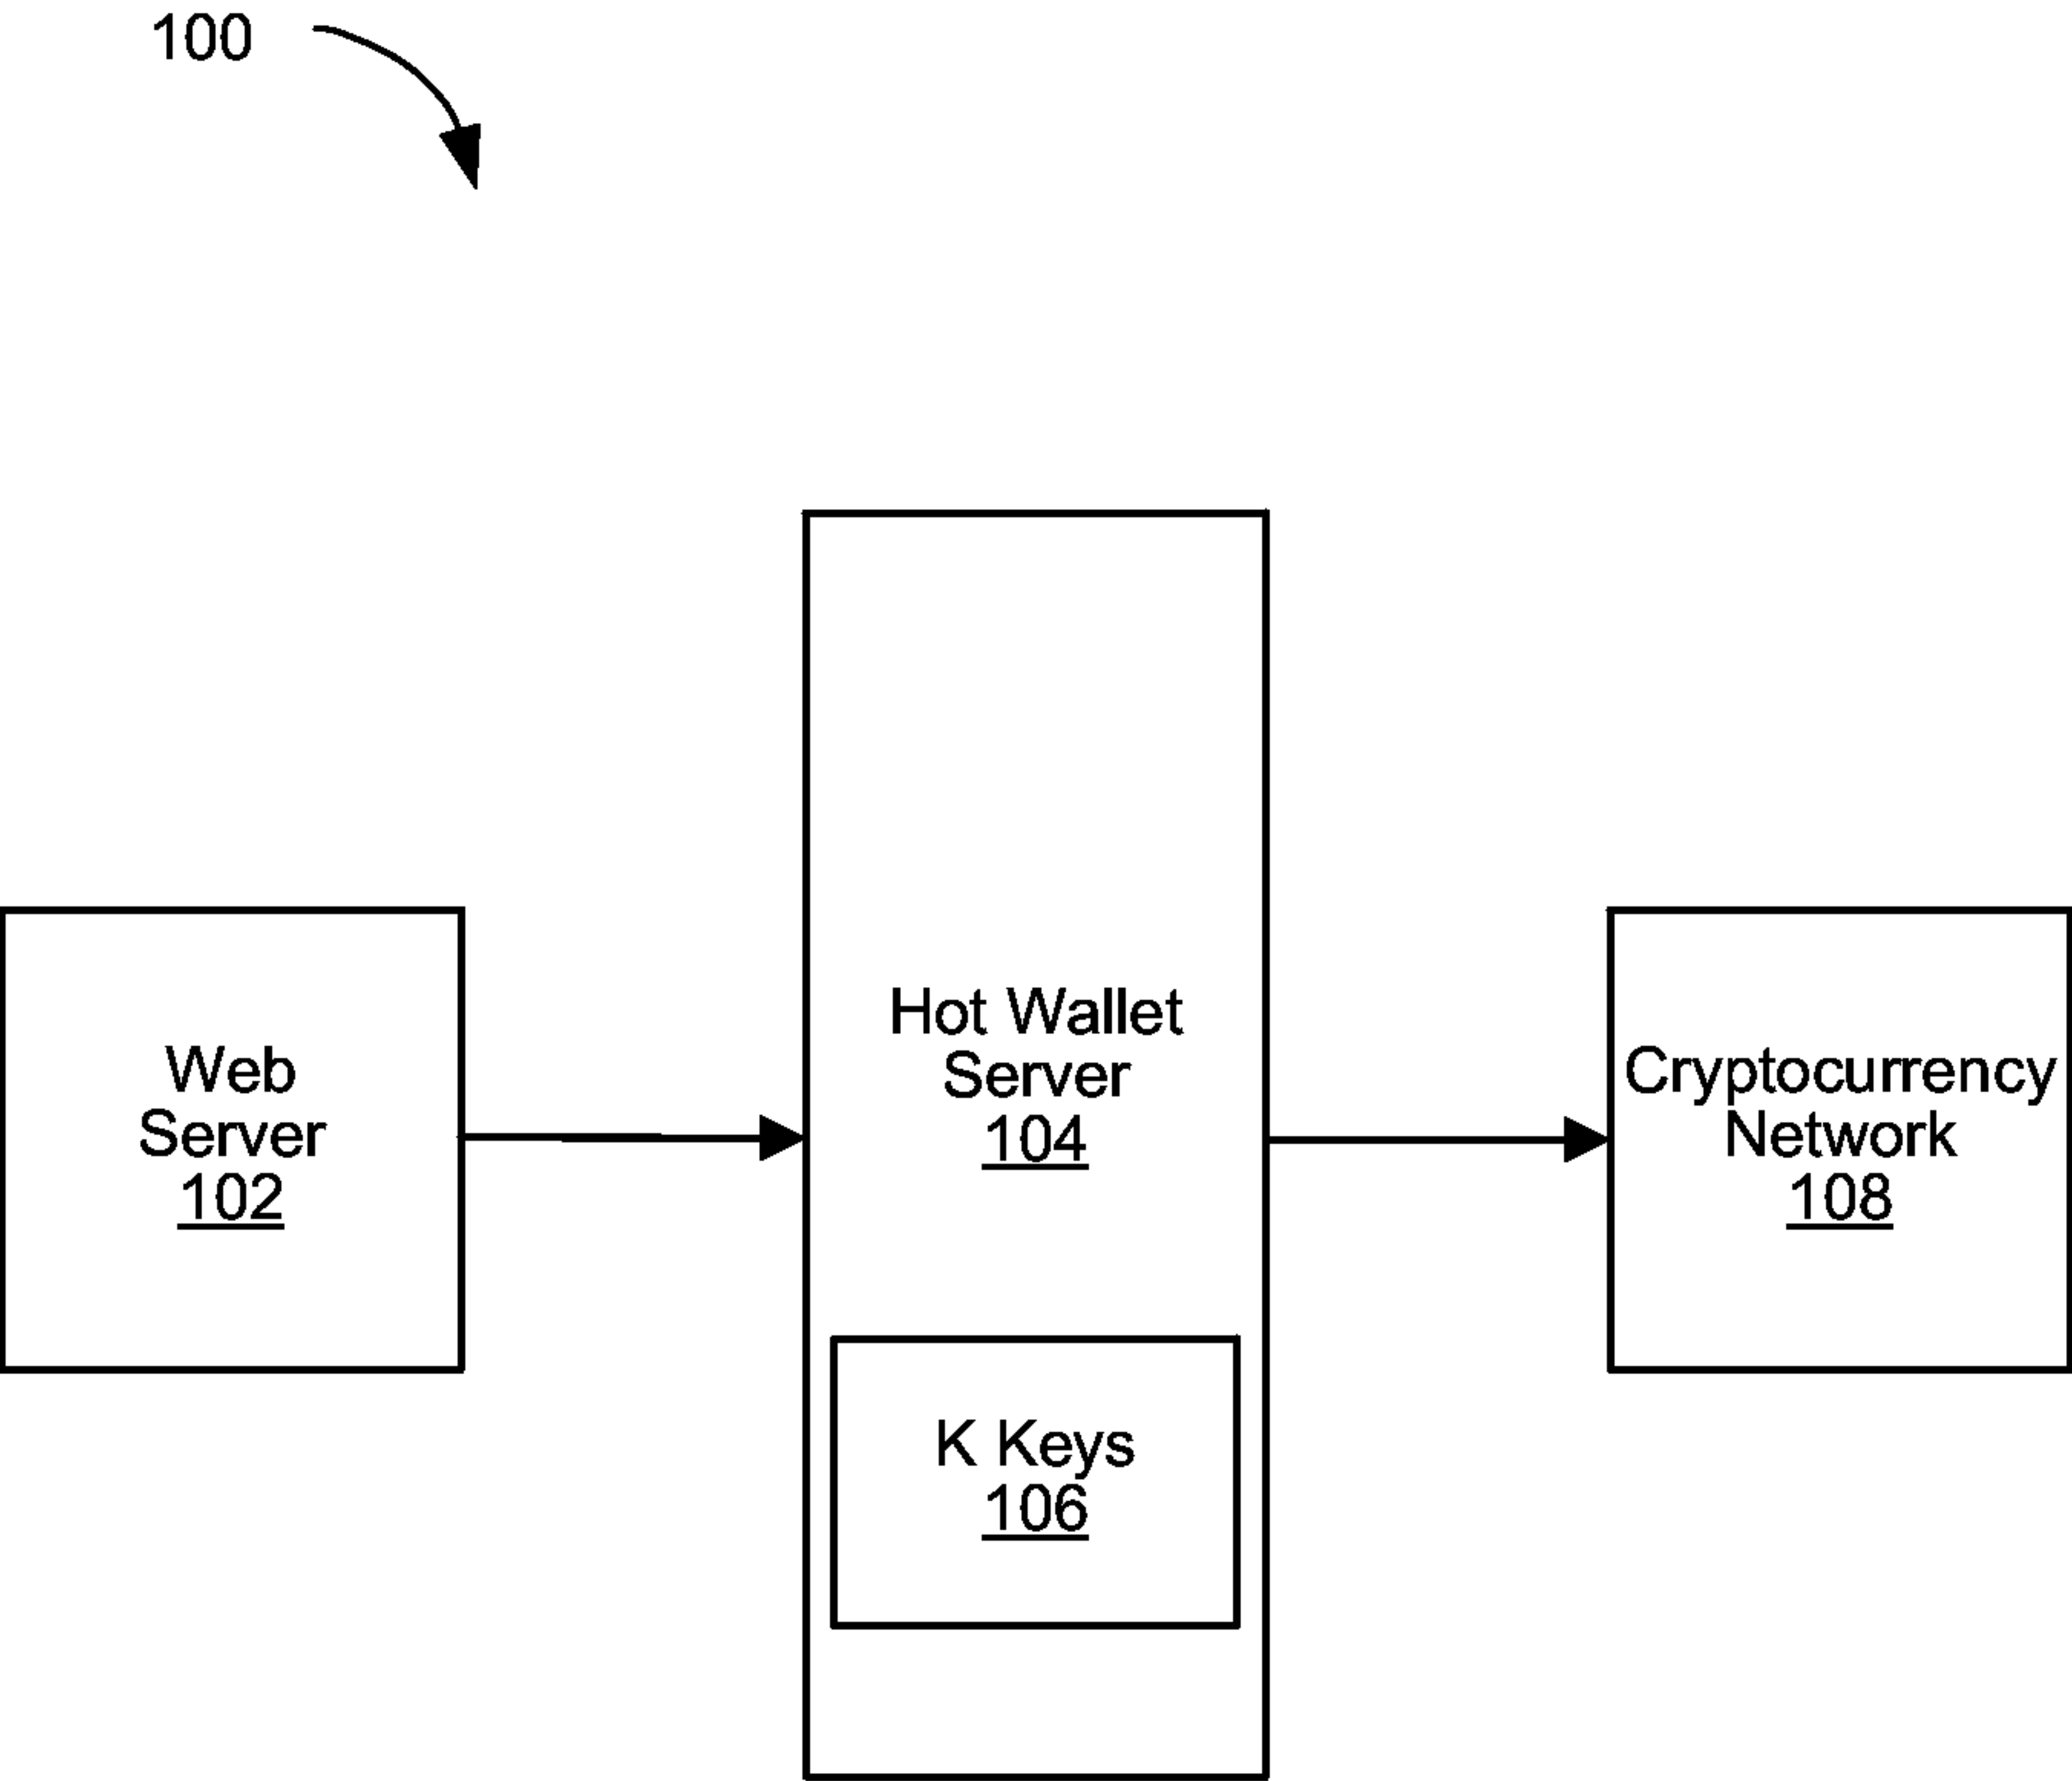 100
Web
Server
102
Hot Wallet
Server
104
K Keys
106
Cryptocurrency
Network
108